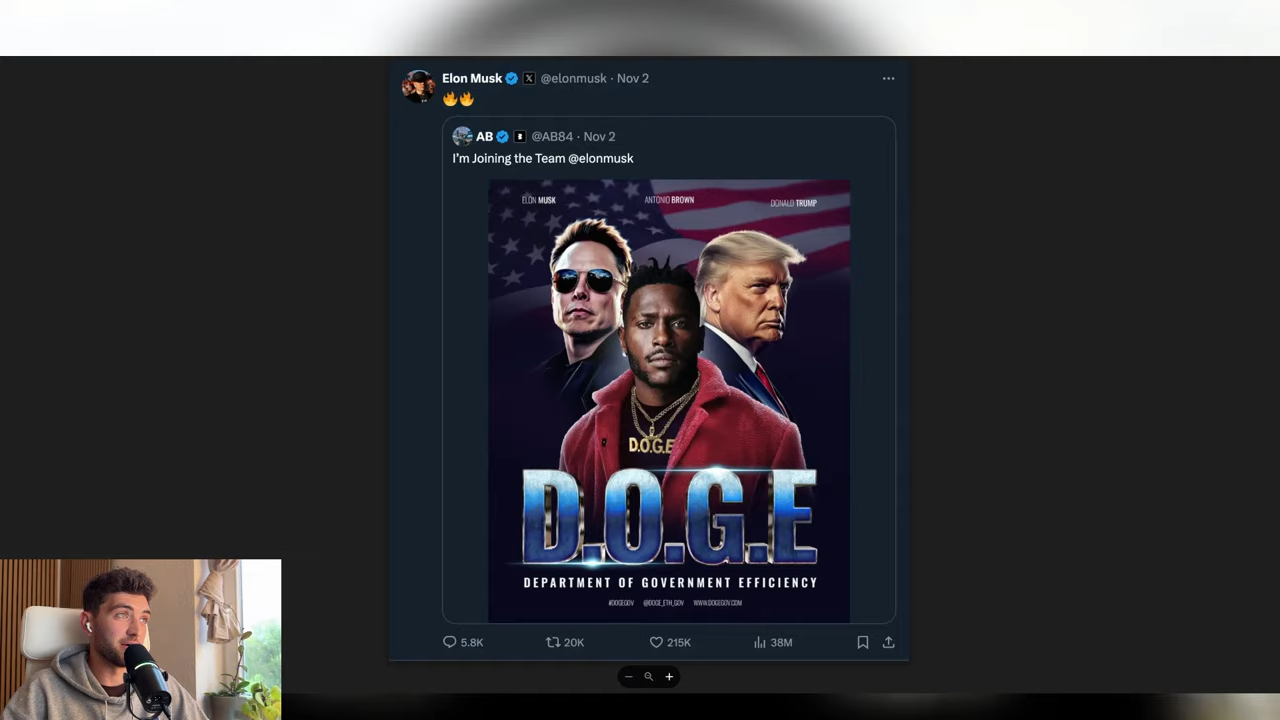 Elon Musk @elonmusk · Nov 2
🔥🔥
AB @AB84 · Nov 2
I'm Joining the Team @elonmusk
ELON MUSK ANTONIO BROWN DONALD TRUMP
D.O.G.E
D.O.G.E
DEPARTMENT OF GOVERNMENT EFFICIENCY
#DOGEGOV @DOGE_ETH_GOV WWW.DOGEGOV.COM
5.8K 20K 215K 38M